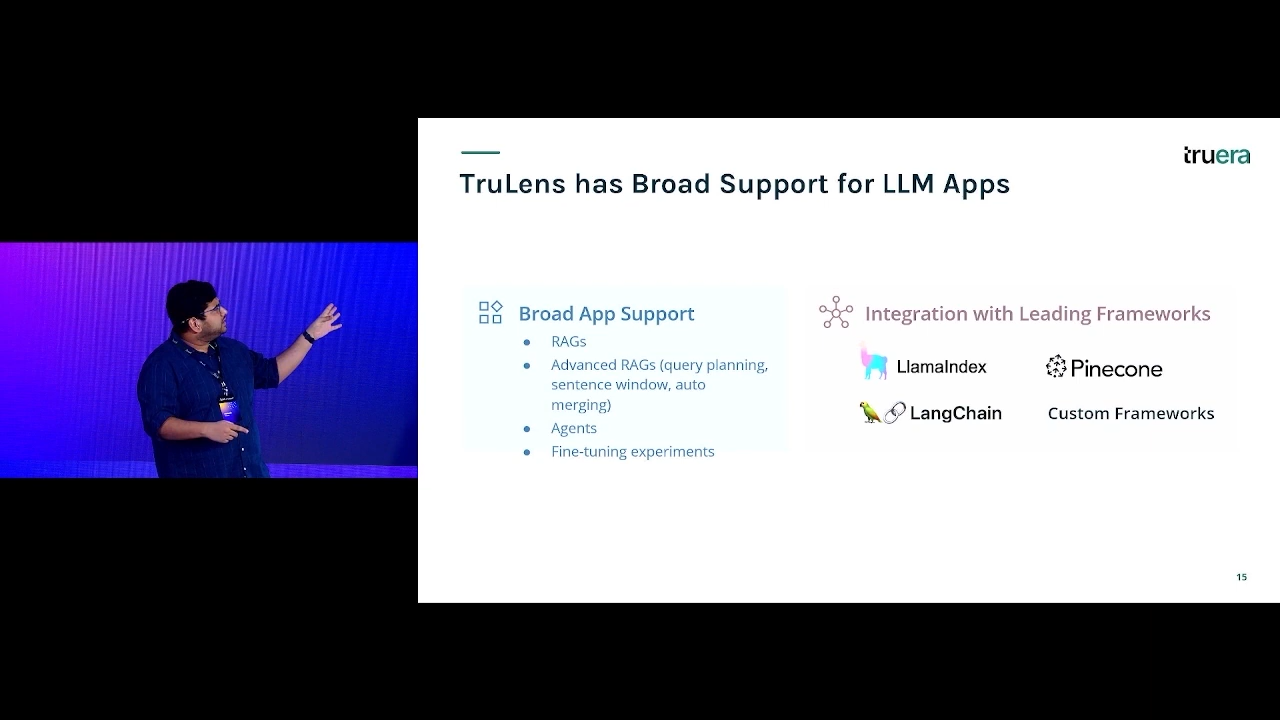 truera
TruLens has Broad Support for LLM Apps
Broad App Support
● RAGs
● Advanced RAGs (query planning,
sentence window, auto
merging)
● Agents
● Fine-tuning experiments
Integration with Leading Frameworks
LlamaIndex
Pinecone
LangChain
Custom Frameworks
15